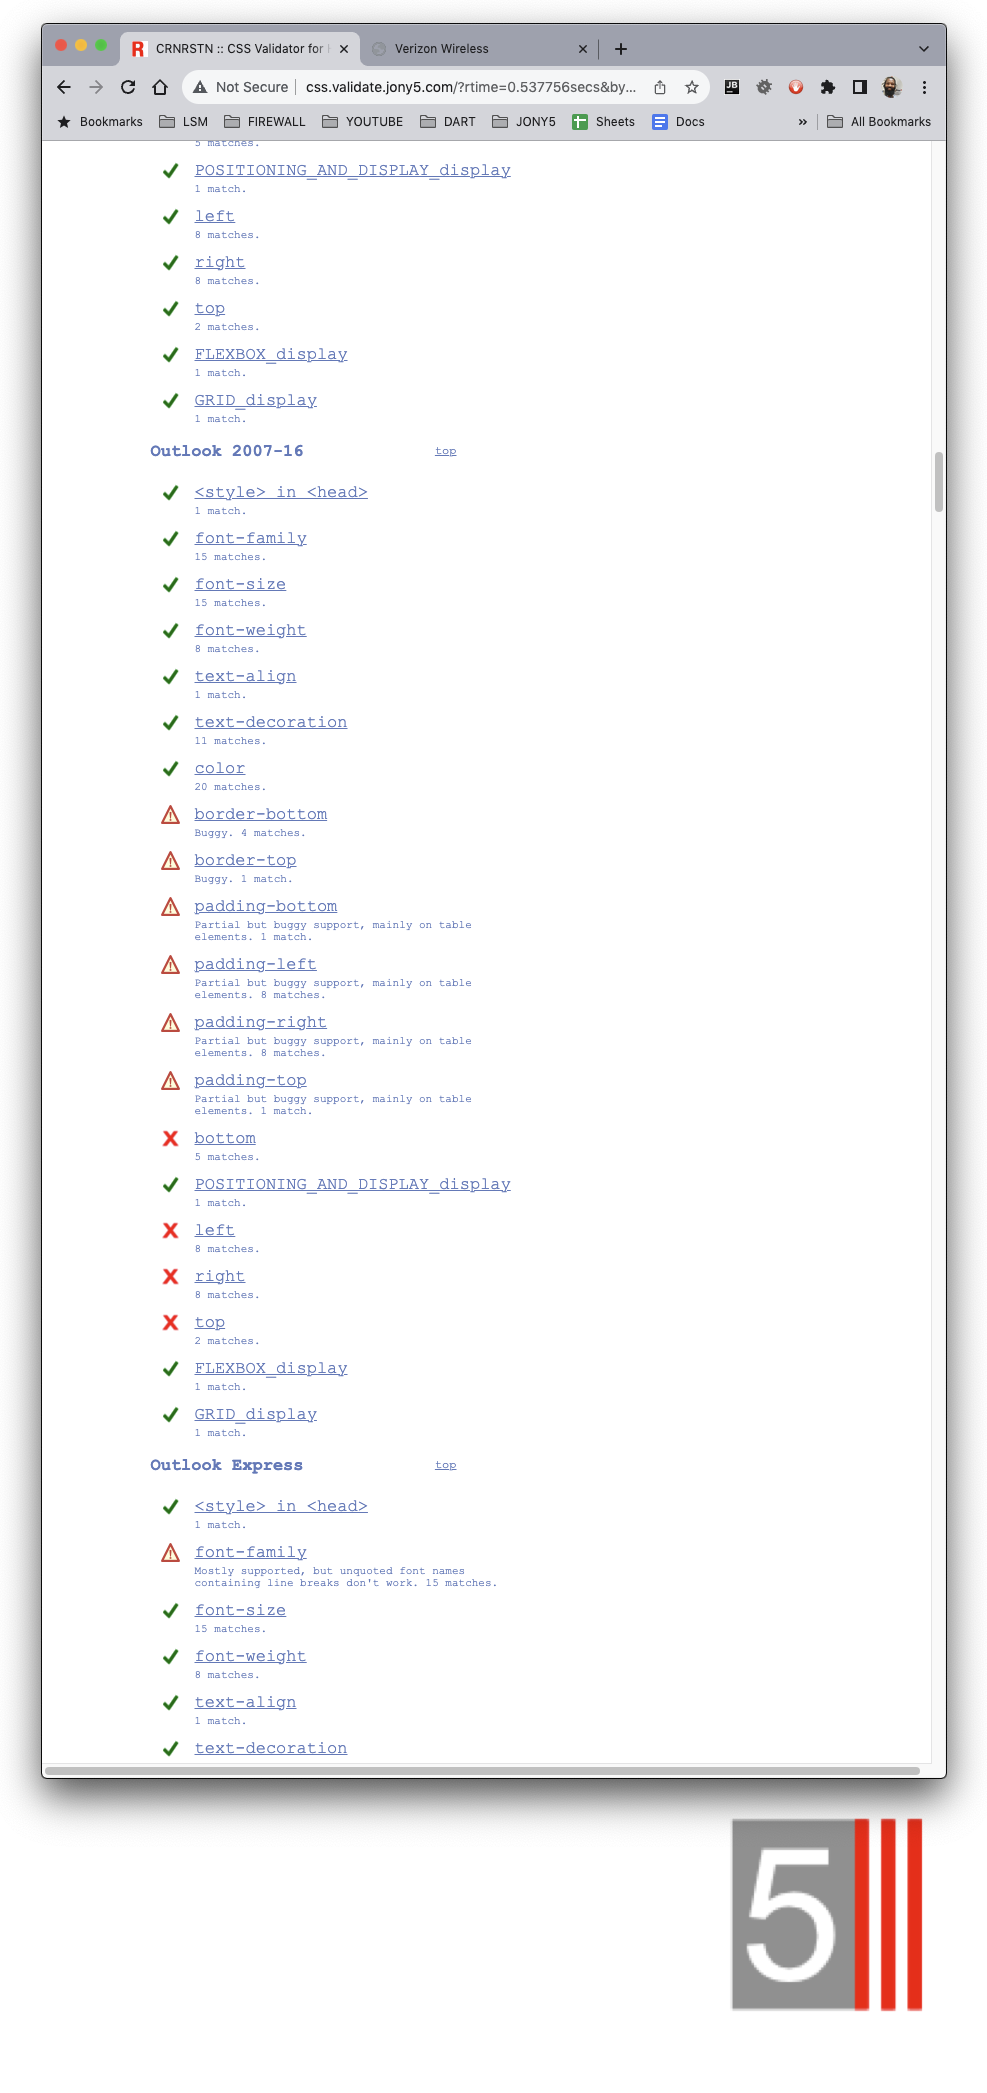 CRNRSTN :: CSS Validator for
Verizon Wireless
Not Secure
css.validate.jony5.com/?rtime=0.537756secs&by...
JB
Bookmarks
LSM
FIREWALL
YOUTUBE
DART
JONY5
Sheets
Docs
»
All Bookmarks
5 matches.
POSITIONING_AND_DISPLAY_display
1 match.
left
8 matches.
right
8 matches.
top
2 matches.
FLEXBOX_display
1 match.
GRID_display
1 match.
Outlook 2007-16 top
<style> in <head>
1 match.
font-family
15 matches.
font-size
15 matches.
font-weight
8 matches.
text-align
1 match.
text-decoration
11 matches.
color
20 matches.
border-bottom
Buggy. 4 matches.
border-top
Buggy. 1 match.
padding-bottom
Partial but buggy support, mainly on table
elements. 1 match.
padding-left
Partial but buggy support, mainly on table
elements. 8 matches.
padding-right
Partial but buggy support, mainly on table
elements. 8 matches.
padding-top
Partial but buggy support, mainly on table
elements. 1 match.
bottom
5 matches.
POSITIONING_AND_DISPLAY_display
1 match.
left
8 matches.
right
8 matches.
top
2 matches.
FLEXBOX_display
1 match.
GRID_display
1 match.
Outlook Express top
<style> in <head>
1 match.
font-family
Mostly supported, but unquoted font names
containing line breaks don't work. 15 matches.
font-size
15 matches.
font-weight
8 matches.
text-align
1 match.
text-decoration
5